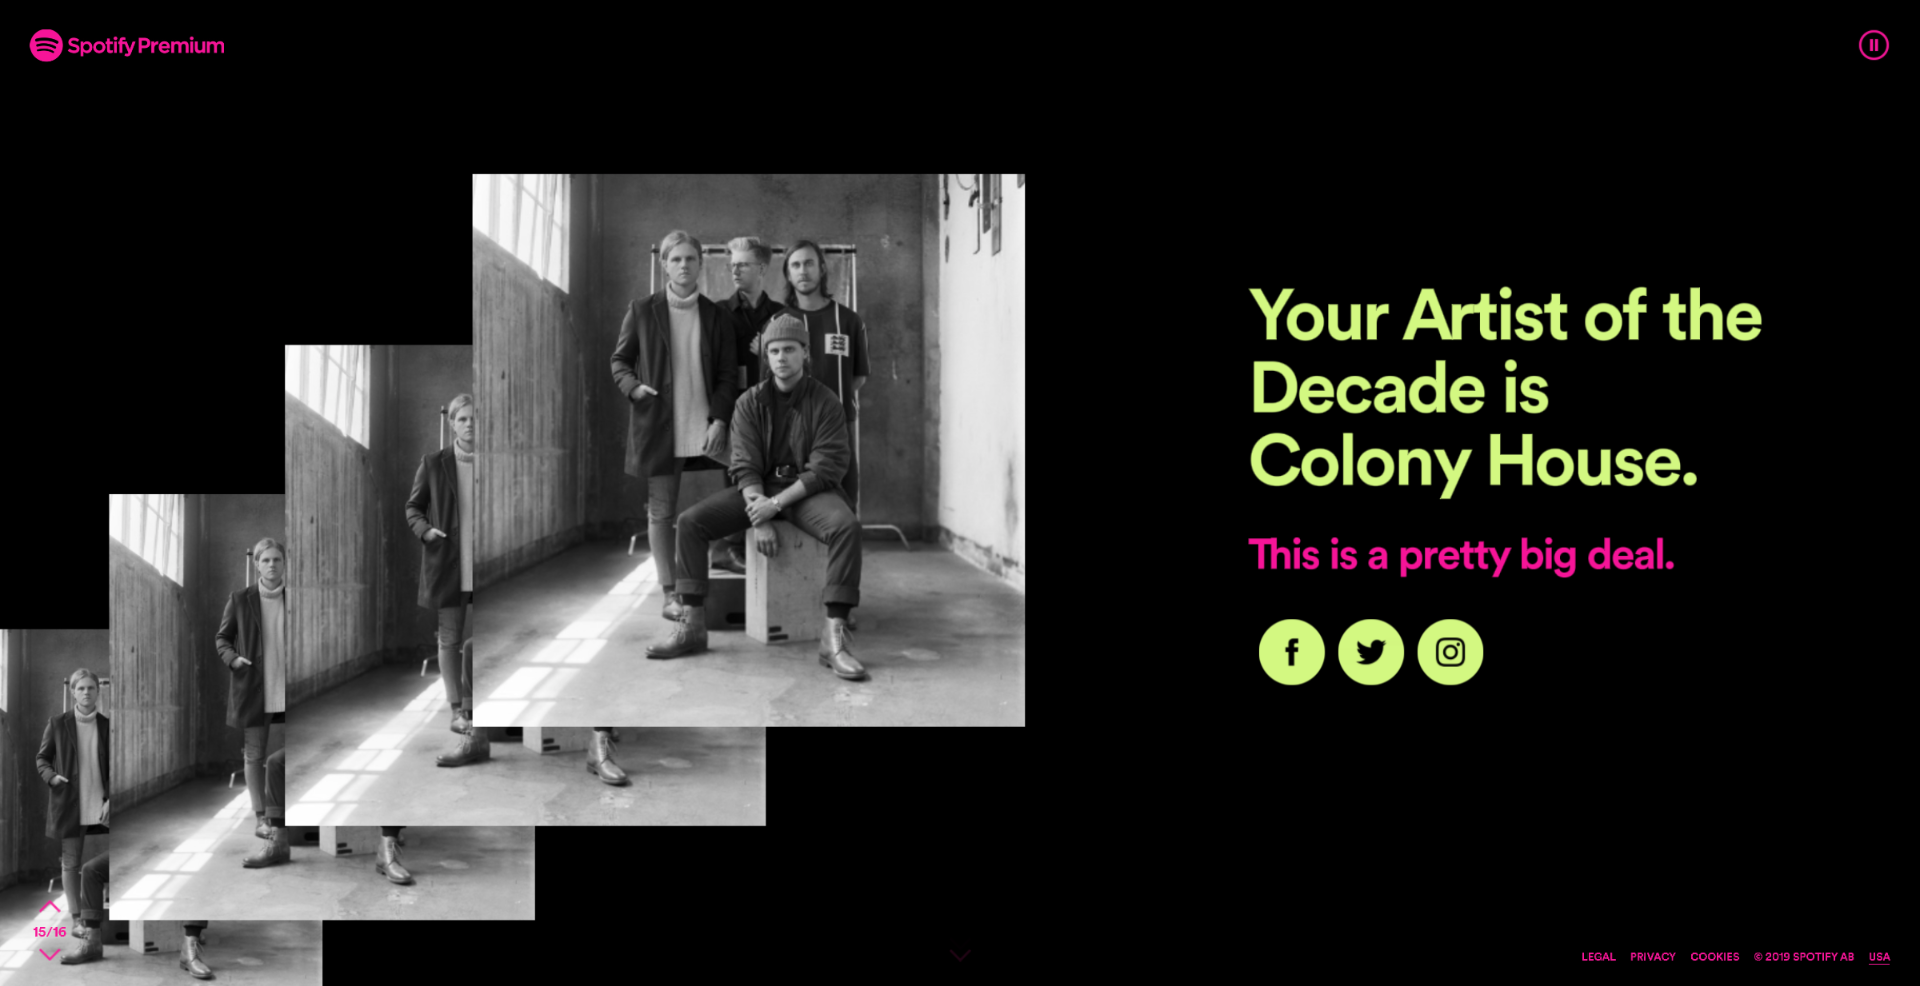 Spotify Premium
Your Artist of the
Decade is
Colony House.
This is a pretty big deal.
15/16
LEGAL PRIVACY COOKIES © 2019 SPOTIFY AB USA